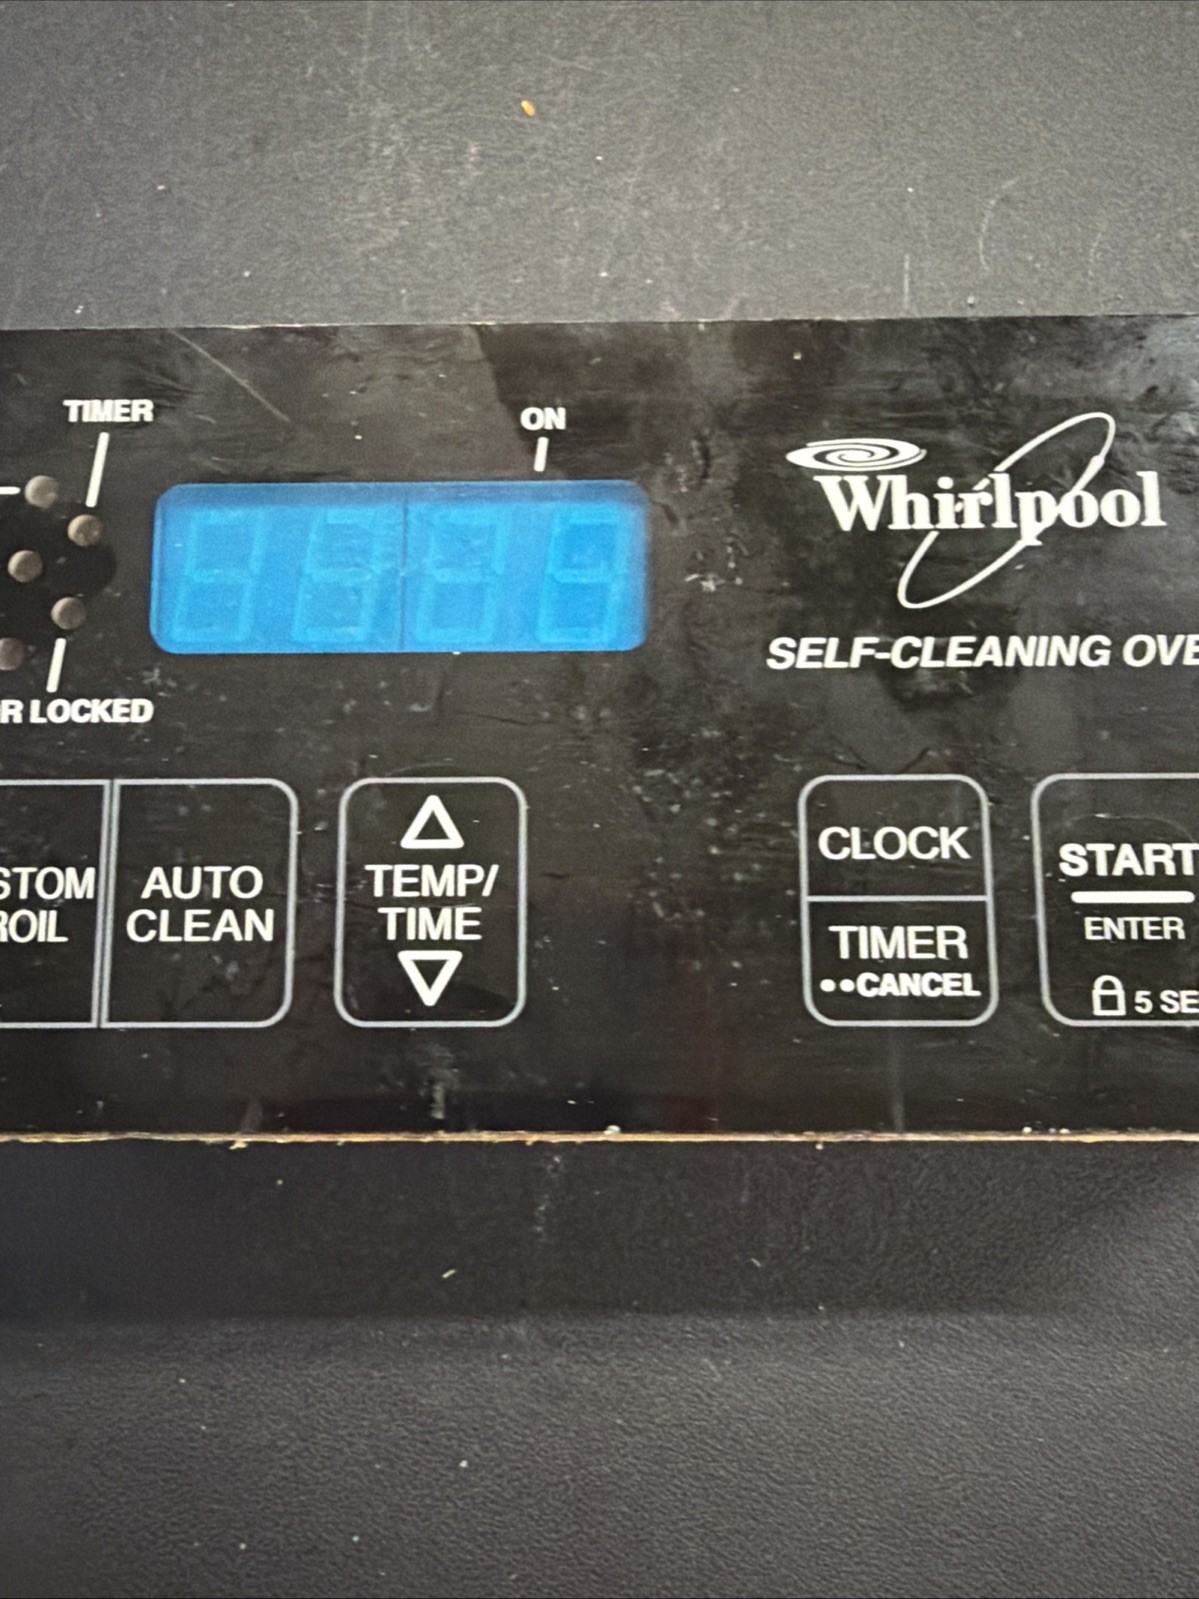 TIMER
ON
Whirlpool
SELF-CLEANING OVE
R LOCKED
STOM
ROIL
AUTO
CLEAN
TEMP/
TIME
CLOCK
TIMER
••CANCEL
START
ENTER
5 SE